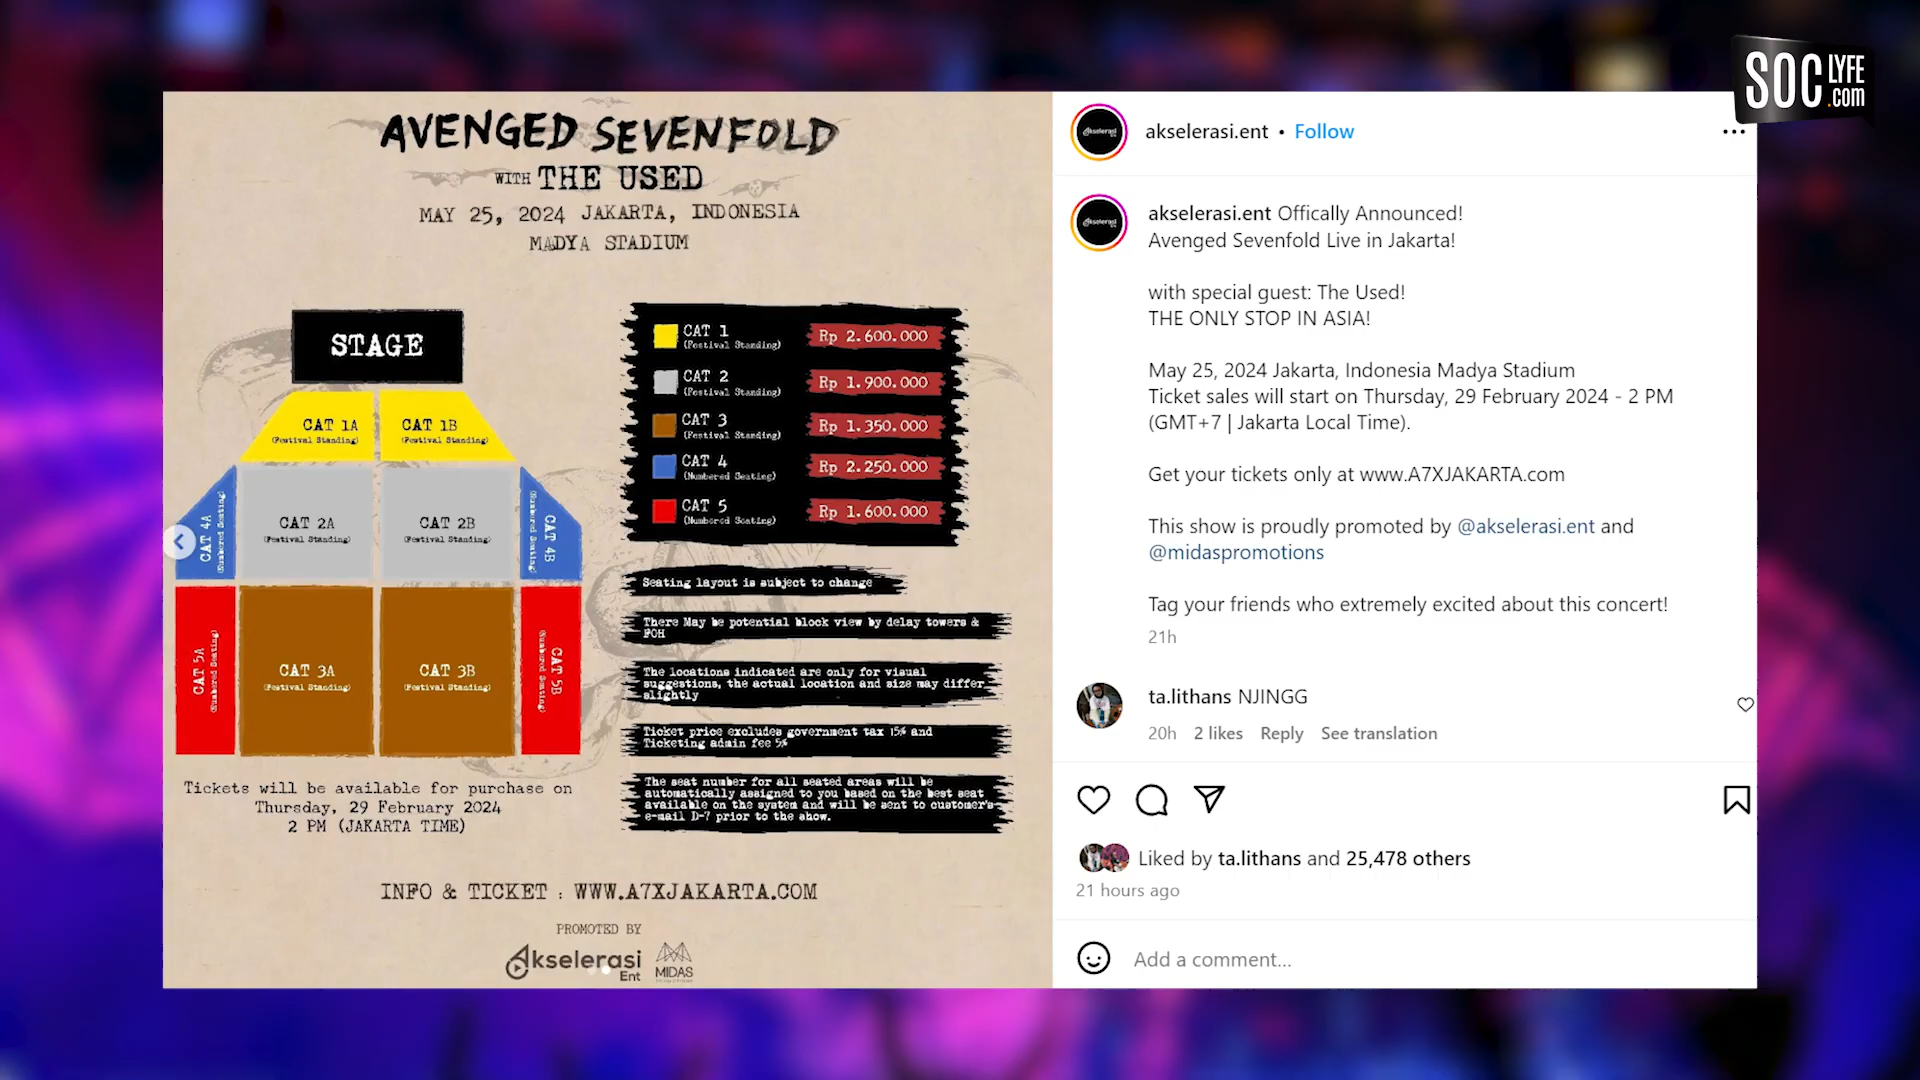 SOC LYFE .com
AVENGED SEVENFOLD
WITH THE USED
MAY 25, 2024 JAKARTA, INDONESIA
MADYA STADIUM
STAGE
CAT 1A
(Festival Standing)
CAT 1B
(Festival Standing)
CAT 4A
(Numbered Seating)
CAT 2A
(Festival Standing)
CAT 2B
(Festival Standing)
CAT 4B
(Numbered Seating)
CAT 5A
(Numbered Seating)
CAT 3A
(Festival Standing)
CAT 3B
(Festival Standing)
CAT 5B
(Numbered Seating)
Tickets will be available for purchase on
Thursday, 29 February 2024
2 PM (JAKARTA TIME)
CAT 1 Rp 2.600.000
(Festival Standing)
CAT 2 Rp 1.900.000
(Festival Standing)
CAT 3 Rp 1.350.000
(Festival Standing)
CAT 4 Rp 2.250.000
(Numbered Seating)
CAT 5 Rp 1.600.000
(Numbered Seating)
Seating layout is subject to change
There May be potential block view by delay towers &
FOH
The locations indicated are only for visual
suggestions, the actual location and size may differ
slightly
Ticket price excludes government tax 15% and
Ticketing admin fee 5%
The seat number for all seated areas will be
automatically assigned to you based on the best seat
available on the system and will be sent to customer's
e-mail D-7 prior to the show.
INFO & TICKET : WWW.A7XJAKARTA.COM
PROMOTED BY
Akselerasi
Ent
MIDAS
akselerasi.ent • Follow
akselerasi.ent Offically Announced!
Avenged Sevenfold Live in Jakarta!
with special guest: The Used!
THE ONLY STOP IN ASIA!
May 25, 2024 Jakarta, Indonesia Madya Stadium
Ticket sales will start on Thursday, 29 February 2024 - 2 PM
(GMT+7 | Jakarta Local Time).
Get your tickets only at www.A7XJAKARTA.com
This show is proudly promoted by @akselerasi.ent and
@midaspromotions
Tag your friends who extremely excited about this concert!
21h
ta.lithans NJINGG
20h 2 likes Reply See translation
Liked by ta.lithans and 25,478 others
21 hours ago
Add a comment...